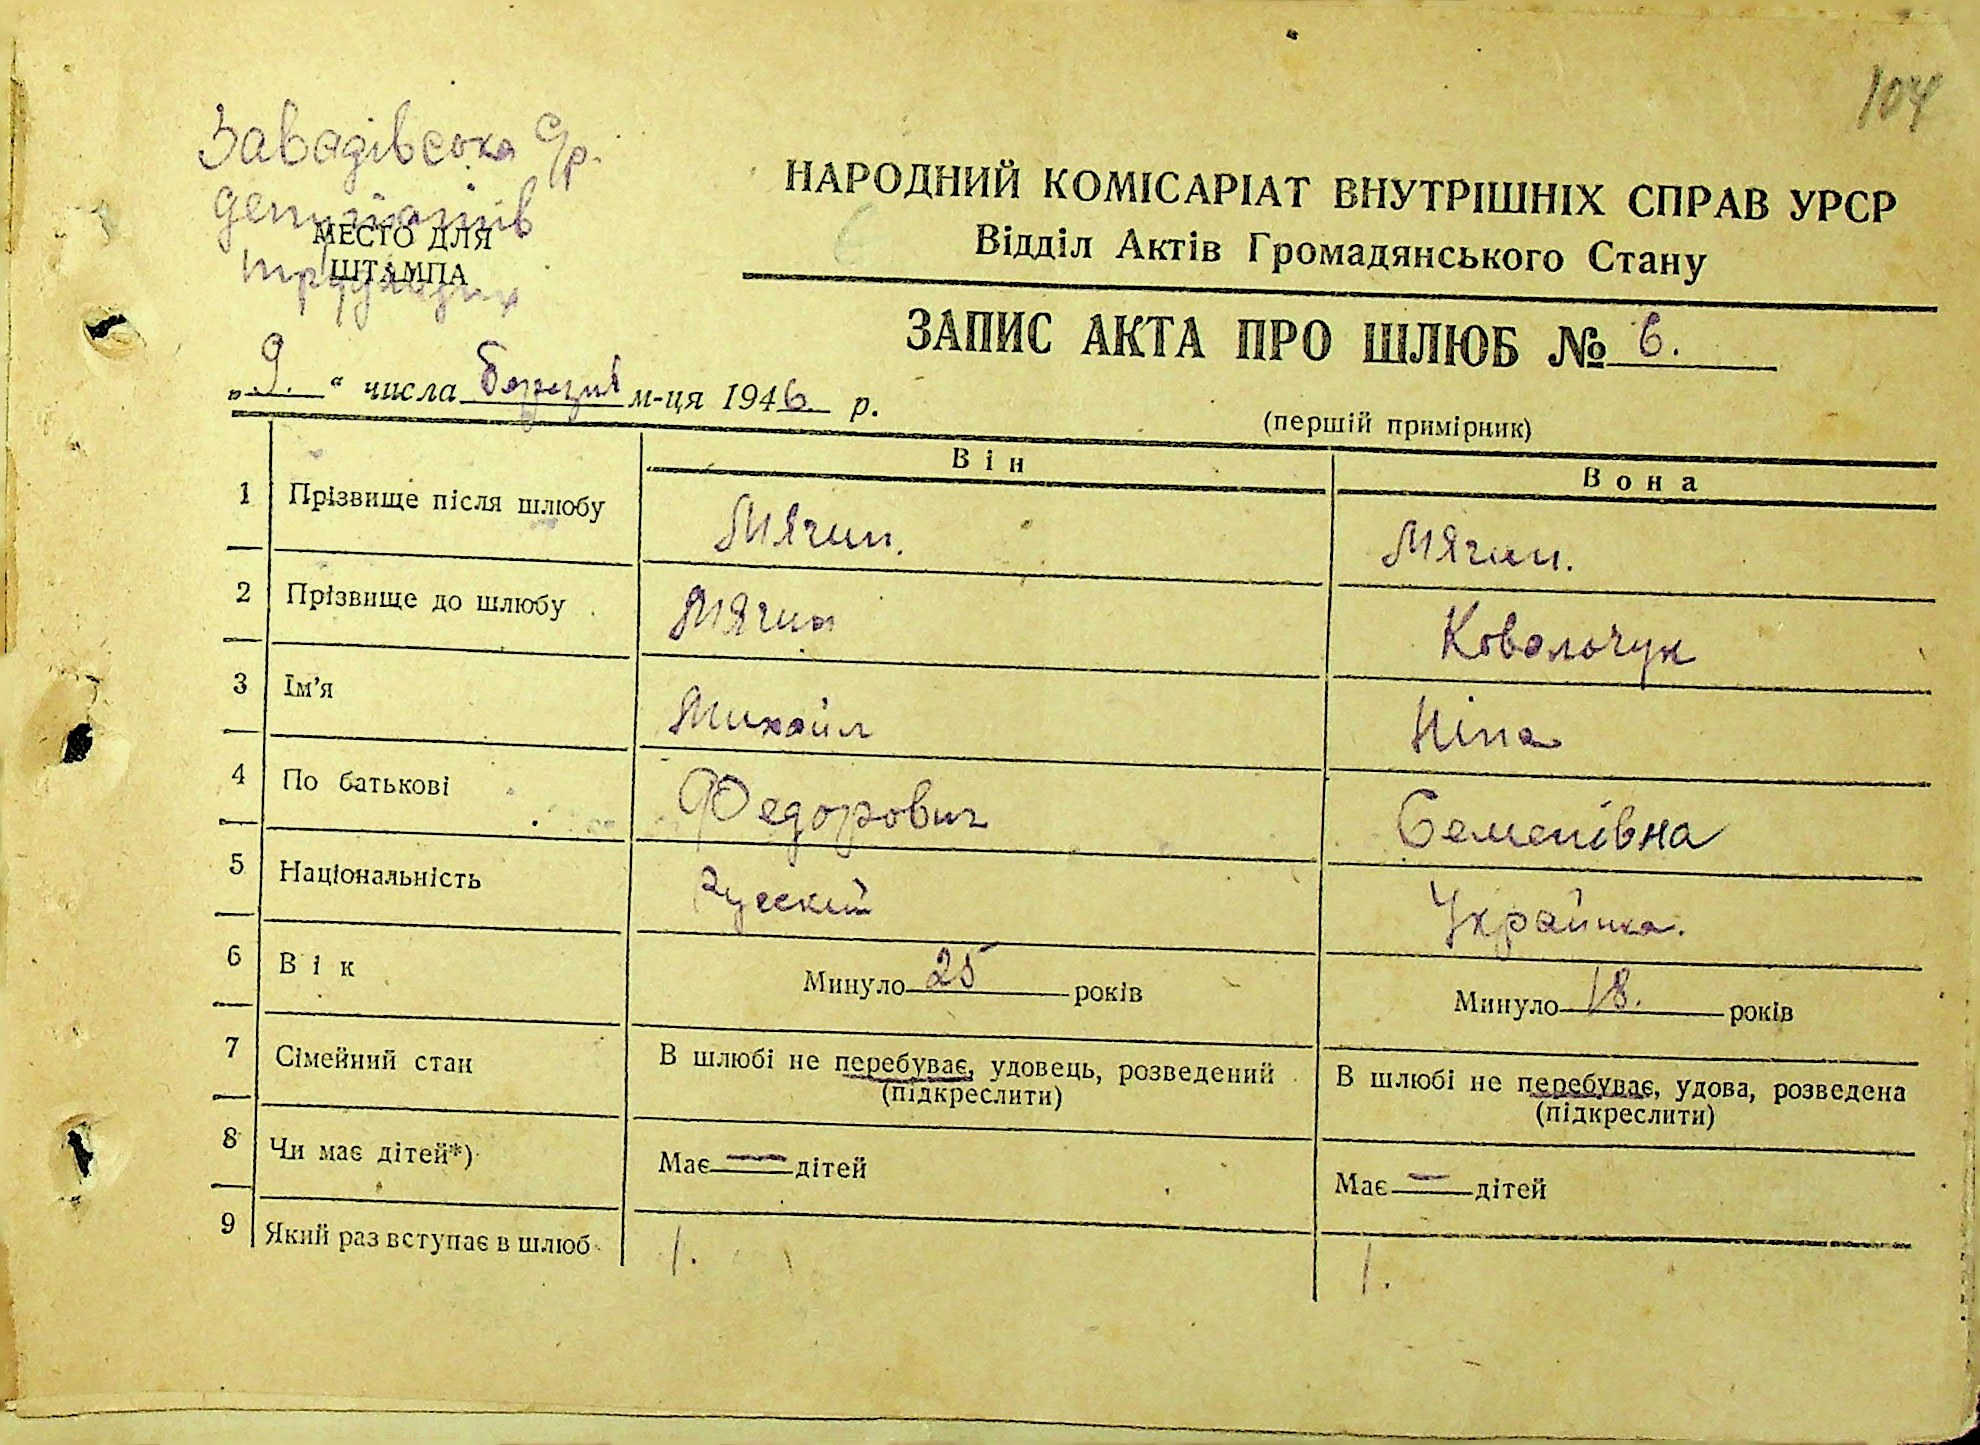 104
Завадівська С/р.
депутатів
трудящих
МЕСТО ДЛЯ
ШТАМПА
НАРОДНИЙ КОМІСАРІАТ ВНУТРІШНІХ СПРАВ УРСР
Відділ Актів Громадянського Стану
ЗАПИС АКТА ПРО ШЛЮБ № 6.
„ 9. “ числа березня м-ця 1946 р.
(перший примірник)
Він Вона
1 Прізвище після шлюбу Мячин. Мячин.
2 Прізвище до шлюбу Мячин Ковальчук
3 Ім'я Михайл Ніна
4 По батькові Федорович Семенівна
5 Національність Русский Українка.
6 Вік Минуло 25 років Минуло 18. років
7 Сімейний стан В шлюбі не перебуває, удовець, розведений В шлюбі не перебуває, удова, розведена
(підкреслити) (підкреслити)
8 Чи має дітей*) Має — дітей Має — дітей
9 Який раз вступає в шлюб 1. 1.